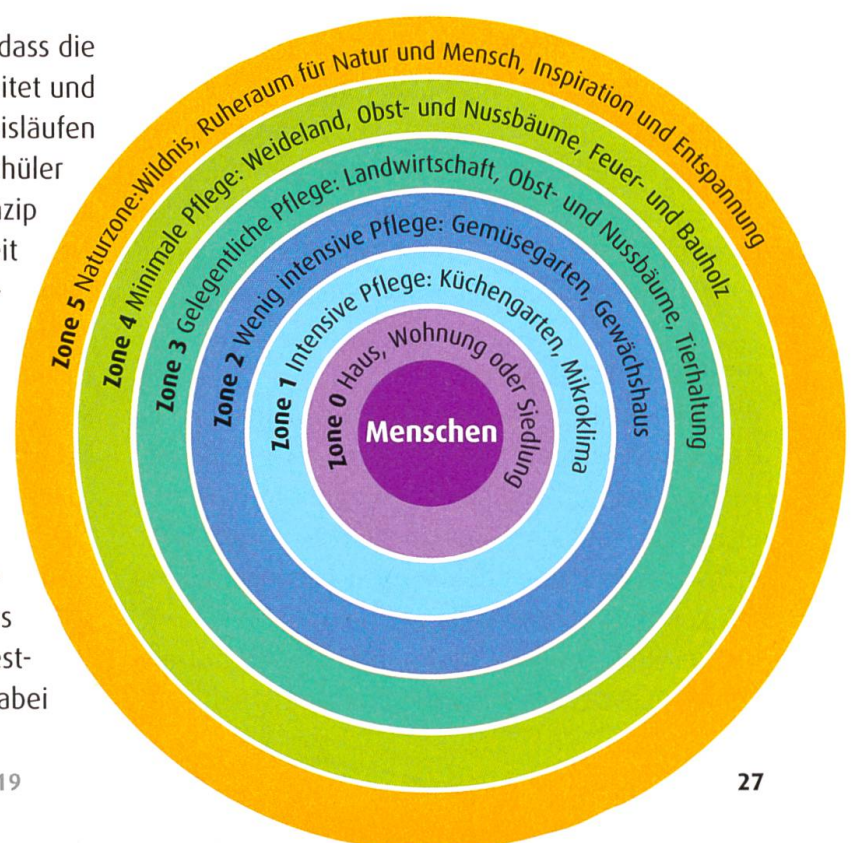 dass die
itet und
isläufen
hüler
zip
it
s
est-
abei
19
Zone 5 Naturzone:Wildnis, Ruheraum für Natur und Mensch, Inspiration und Entspannung
Zone 4 Minimale Pflege: Weideland, Obst- und Nussbäume, Feuer- und Bauholz
Zone 3 Gelegentliche Pflege: Landwirtschaft, Obst- und Nussbäume, Tierhaltung
Zone 2 Wenig intensive Pflege: Gemüsegarten, Gewächshaus
Zone 1 Intensive Pflege: Küchengarten, Mikroklima
Zone 0 Haus, Wohnung oder Siedlung
Menschen
27